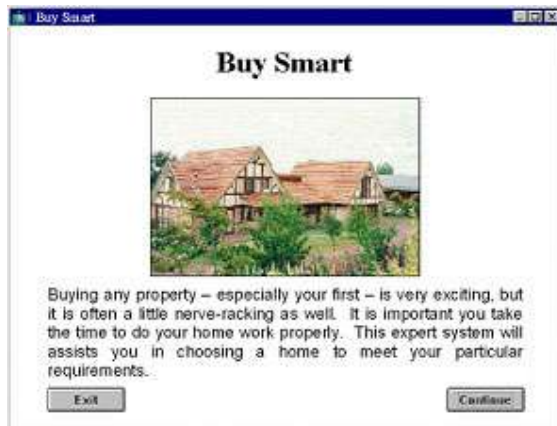 Buy Smart
Buy Smart
Buying any property – especially your first – is very exciting, but
it is often a little nerve-racking as well. It is important you take
the time to do your home work properly. This expert system will
assists you in choosing a home to meet your particular
requirements.
Exit
Continue